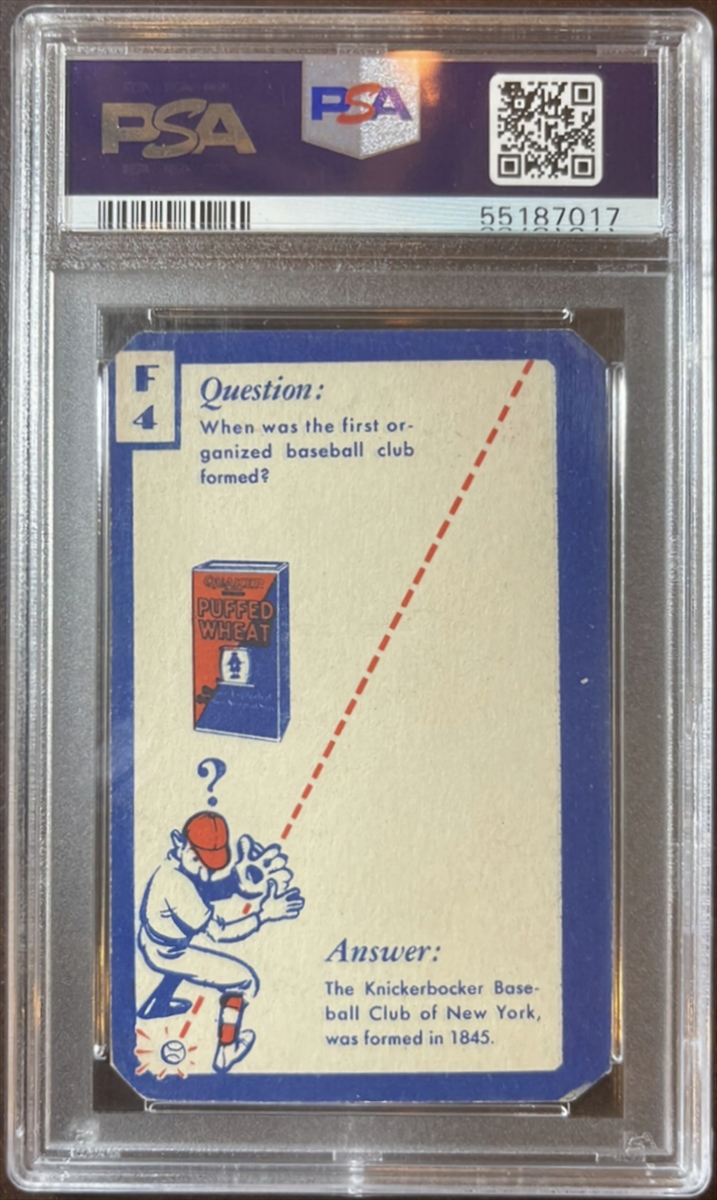 PSA
PSA
55187017
F
4
Question:
When was the first or-
ganized baseball club
formed?
QUAKER
PUFFED
WHEAT
?
Answer:
The Knickerbocker Base-
ball Club of New York,
was formed in 1845.